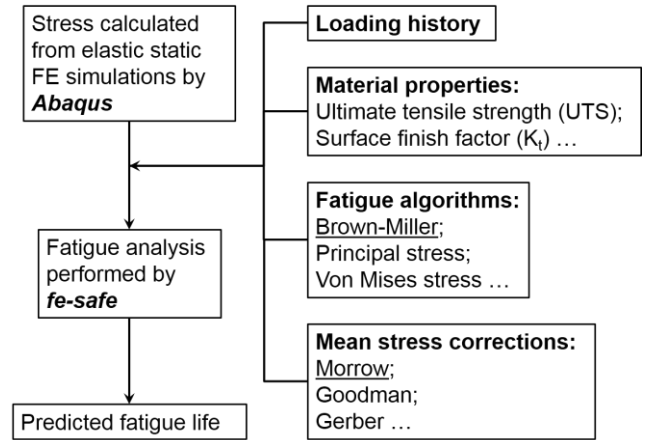 Stress calculated
from elastic static
FE simulations by
Abaqus
Fatigue analysis
performed by
fe-safe
Predicted fatigue life
Loading history
Material properties:
Ultimate tensile strength (UTS);
Surface finish factor (Kt) …
Fatigue algorithms:
Brown-Miller;
Principal stress;
Von Mises stress …
Mean stress corrections:
Morrow;
Goodman;
Gerber …